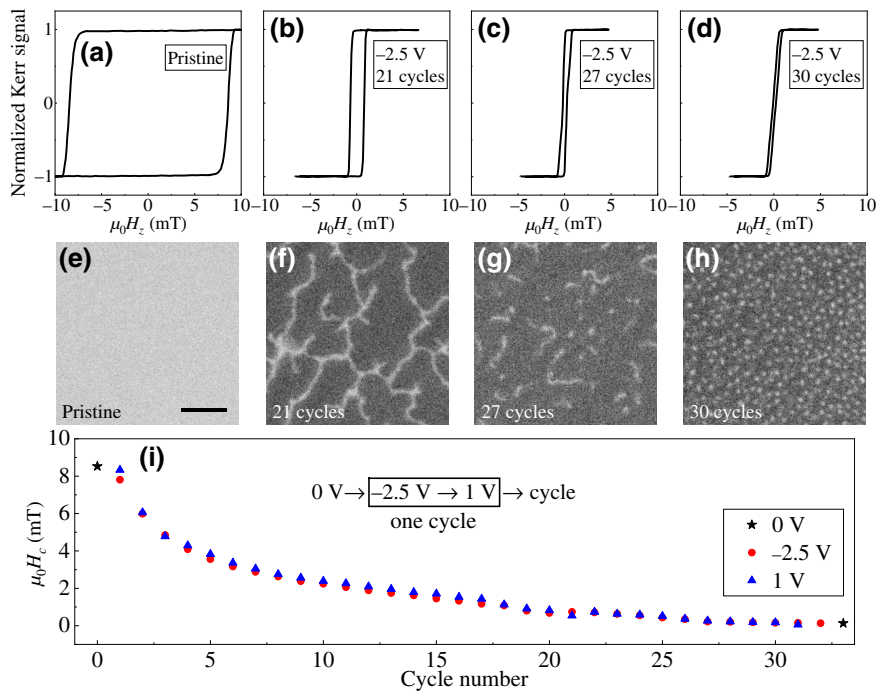 (a)
Pristine
(b)
–2.5 V
21 cycles
(c)
–2.5 V
27 cycles
(d)
–2.5 V
30 cycles
Normalized Kerr signal
1
0
−1
−10 −5 0 5 10
−10 −5 0 5 10
−10 −5 0 5 10
−10 −5 0 5 10
μ0Hz (mT)
μ0Hz (mT)
μ0Hz (mT)
μ0Hz (mT)
(e)
Pristine
(f)
21 cycles
(g)
27 cycles
(h)
30 cycles
(i)
0 V → –2.5 V → 1 V → cycle
one cycle
0 V
–2.5 V
1 V
μ0Hc (mT)
10
8
6
4
2
0
0 5 10 15 20 25 30
Cycle number